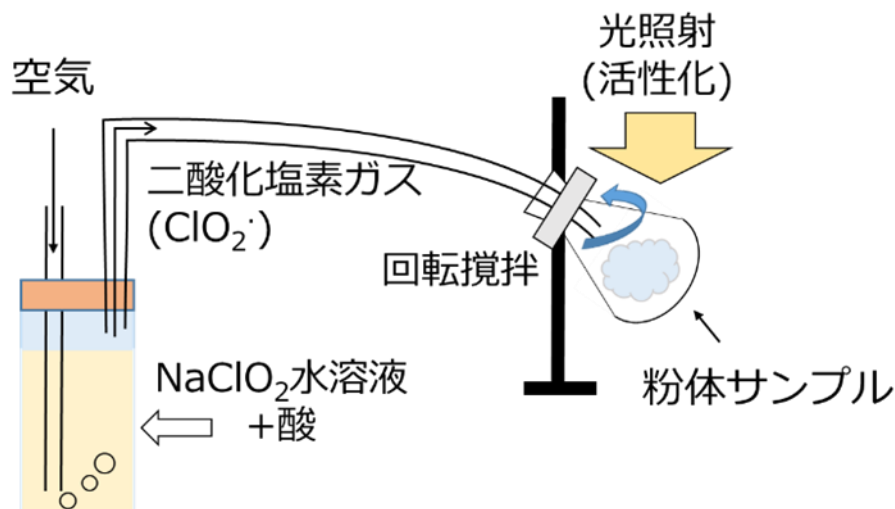 空気
二酸化塩素ガス
(ClO₂˙)
光照射
(活性化)
回転撹拌
NaClO₂水溶液
+酸
粉体サンプル